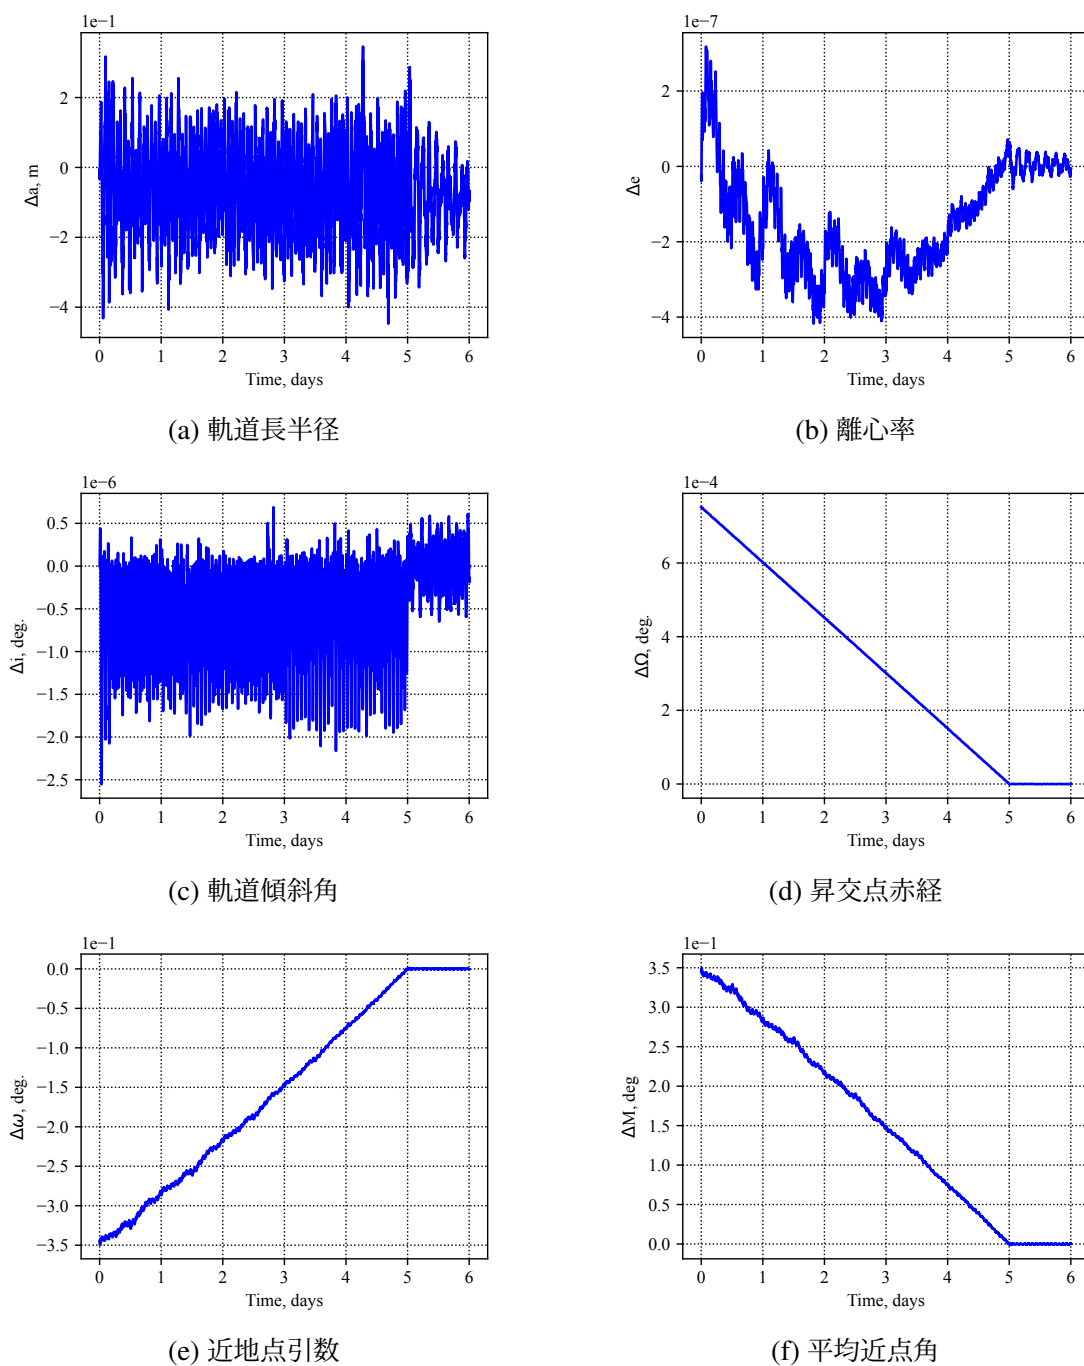 1e−1
2
0
−2
−4
Δa, m
0 1 2 3 4 5 6
Time, days
(a) 軌道長半径
1e−7
2
0
−2
−4
Δe
0 1 2 3 4 5 6
Time, days
(b) 離心率
1e−6
0.5
0.0
−0.5
−1.0
−1.5
−2.0
−2.5
Δi, deg.
0 1 2 3 4 5 6
Time, days
(c) 軌道傾斜角
1e−4
6
4
2
0
ΔΩ, deg.
0 1 2 3 4 5 6
Time, days
(d) 昇交点赤経
1e−1
0.0
−0.5
−1.0
−1.5
−2.0
−2.5
−3.0
−3.5
Δω, deg.
0 1 2 3 4 5 6
Time, days
(e) 近地点引数
1e−1
3.5
3.0
2.5
2.0
1.5
1.0
0.5
0.0
ΔM, deg
0 1 2 3 4 5 6
Time, days
(f) 平均近点角